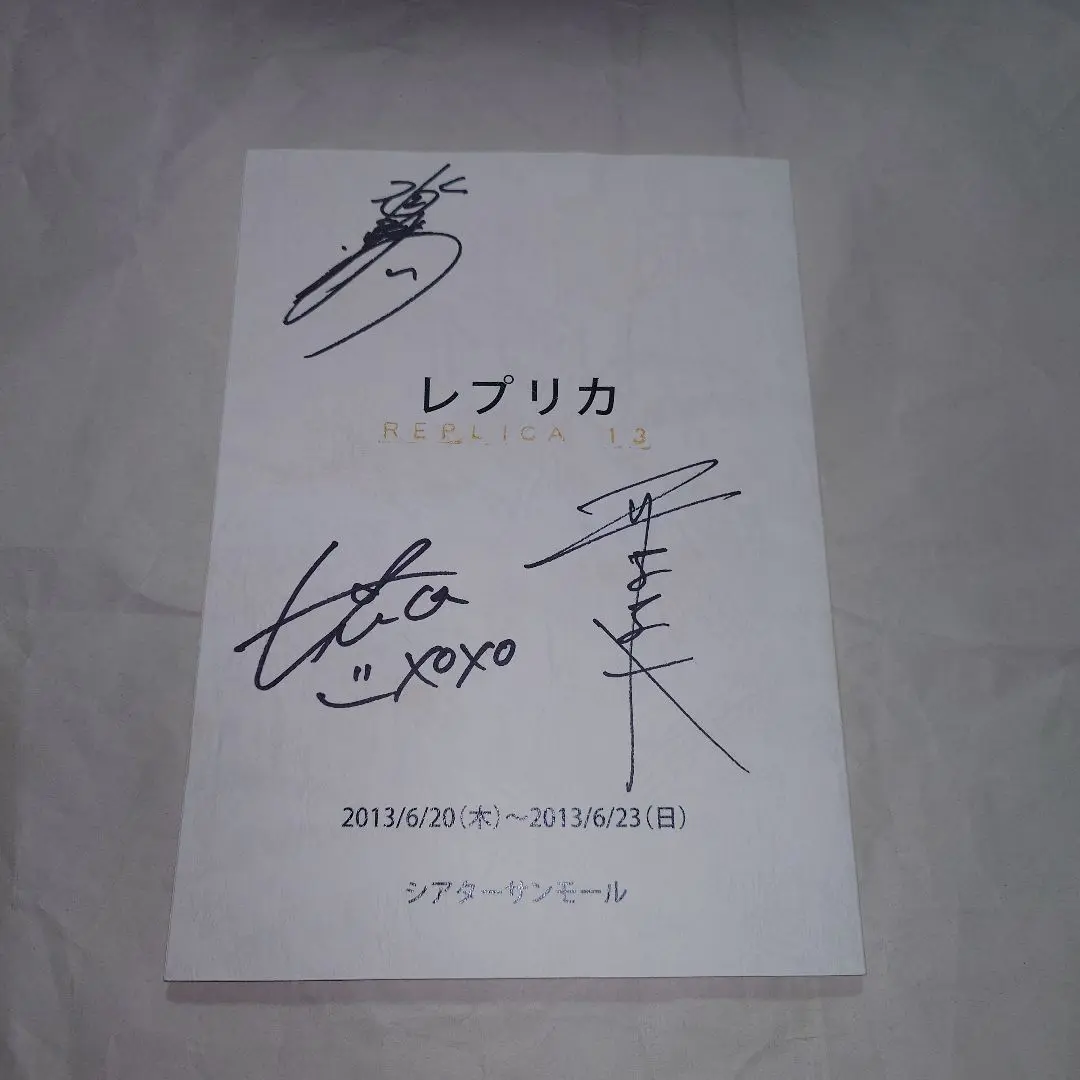 レプリカ
REPLICA 13
xoxo
2013/6/20(木)～2013/6/23(日)
シアターサンモール